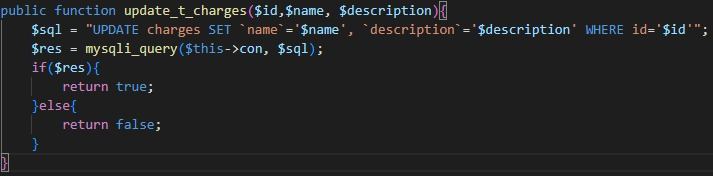 public function update_t_charges($id,$name, $description){
$sql = "UPDATE charges SET `name`='$name', `description`='$description' WHERE id='$id'";
$res = mysqli_query($this->con, $sql);
if($res){
return true;
}else{
return false;
}
}